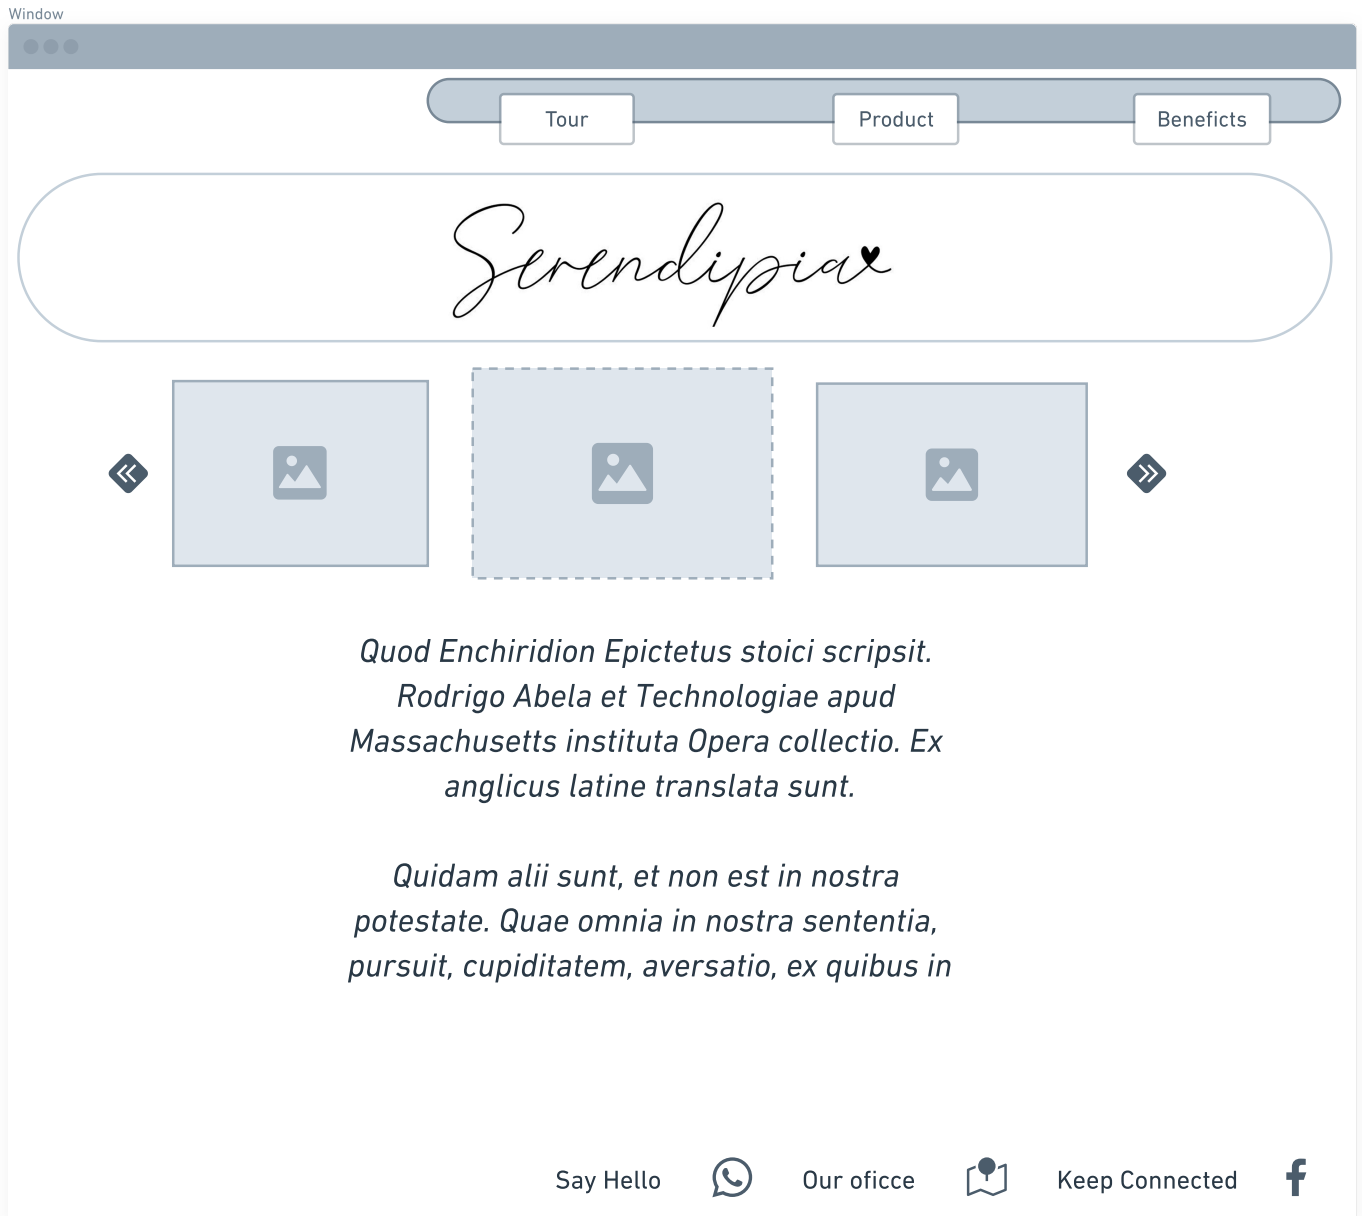 Window
Tour
Product
Beneficts
Serendipia
Quod Enchiridion Epictetus stoici scripsit.
Rodrigo Abela et Technologiae apud
Massachusetts instituta Opera collectio. Ex
anglicus latine translata sunt.
Quidam alii sunt, et non est in nostra
potestate. Quae omnia in nostra sententia,
pursuit, cupiditatem, aversatio, ex quibus in
Say Hello
Our oficce
Keep Connected